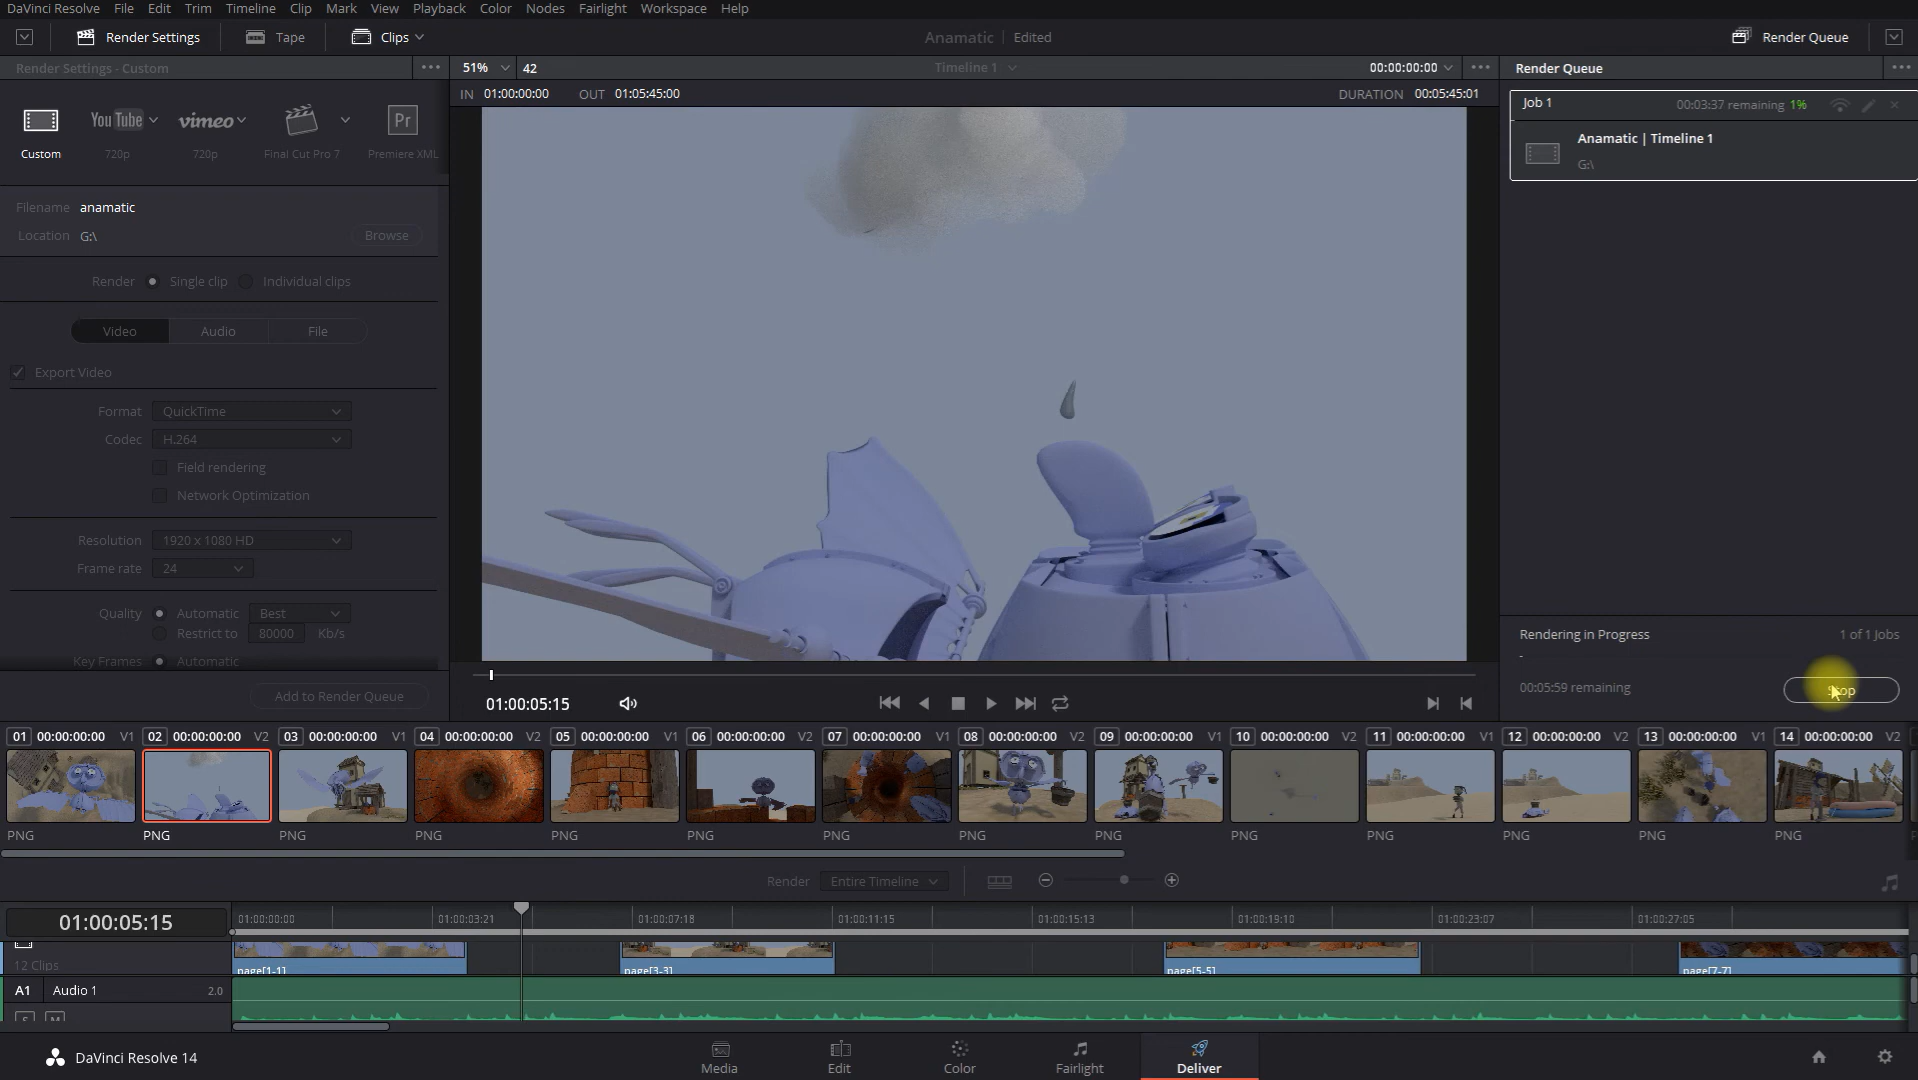 DaVinci Resolve File Edit Trim Timeline Clip Mark View Playback Color Nodes Fairlight Workspace Help
Render Settings Tape Clips Anamatic Edited Render Queue
Render Settings - Custom ••• 51% 42 Timeline 1 00:00:00:00 ••• Render Queue •••
IN 01:00:00:00 OUT 01:05:45:00 DURATION 00:05:45:01
Job 1 00:03:37 remaining 1%
Anamatic | Timeline 1
G:\
YouTube vimeo Pr
Custom 720p 720p Final Cut Pro 7 Premiere XML
Filename anamatic
Location G:\ Browse
Render Single clip Individual clips
Video Audio File
Export Video
Format QuickTime
Codec H.264
Field rendering
Network Optimization
Resolution 1920 x 1080 HD
Frame rate 24
Quality Automatic Best
Restrict to 80000 Kb/s
Key Frames Automatic
Add to Render Queue
Rendering in Progress 1 of 1 Jobs
-
00:05:59 remaining Stop
01:00:05:15
01 00:00:00:00 V1 02 00:00:00:00 V2 03 00:00:00:00 V1 04 00:00:00:00 V2 05 00:00:00:00 V1 06 00:00:00:00 V2 07 00:00:00:00 V1 08 00:00:00:00 V2 09 00:00:00:00 V1 10 00:00:00:00 V2 11 00:00:00:00 V1 12 00:00:00:00 V2 13 00:00:00:00 V1 14 00:00:00:00 V2
PNG PNG PNG PNG PNG PNG PNG PNG PNG PNG PNG PNG PNG PNG
Render Entire Timeline
01:00:05:15 01:00:00:00 01:00:03:21 01:00:07:18 01:00:11:15 01:00:15:13 01:00:19:10 01:00:23:07 01:00:27:05
12 Clips page[1-1] page[3-3] page[5-5] page[7-7]
A1 Audio 1 2.0
S M
DaVinci Resolve 14 Media Edit Color Fairlight Deliver